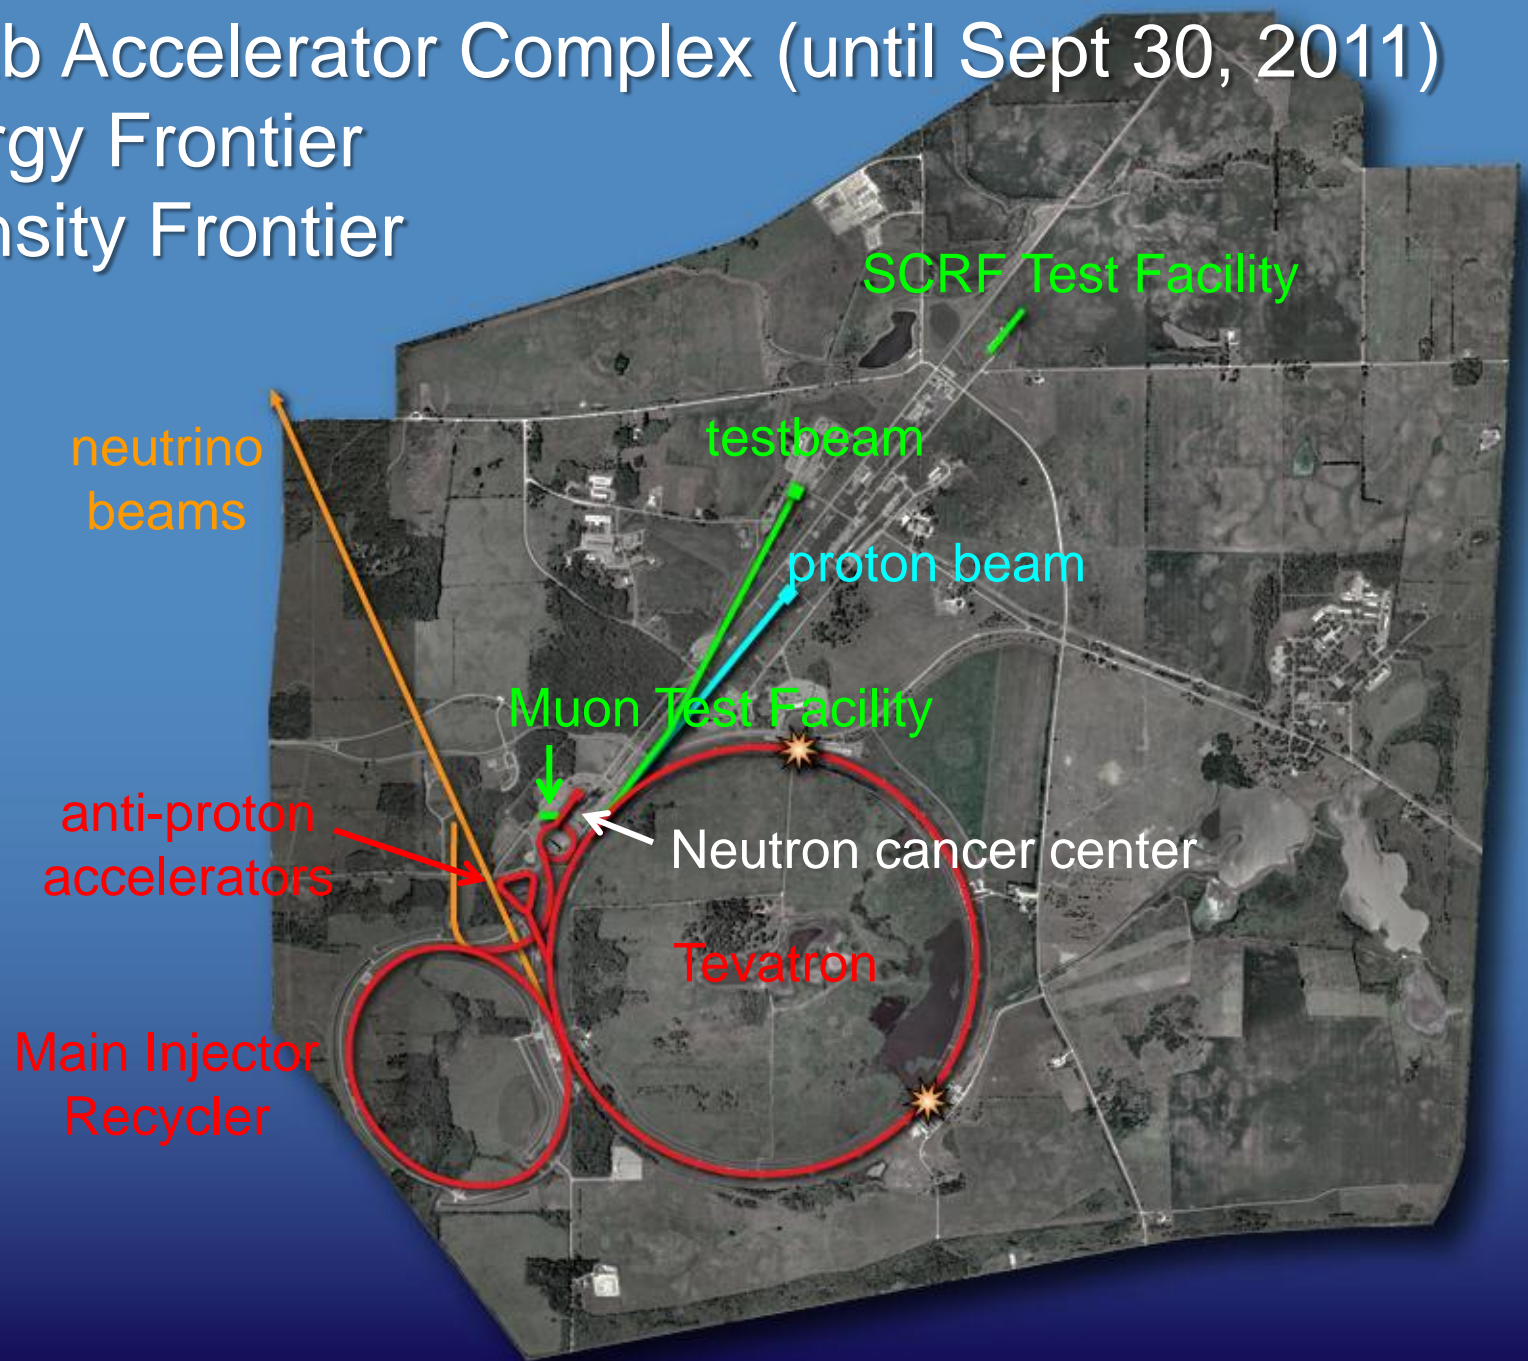 b Accelerator Complex (until Sept 30, 2011)
rgy Frontier
nsity Frontier
SCRF Test Facility
neutrino
beams
testbeam
proton beam
Muon Test Facility
anti-proton
accelerators
Neutron cancer center
Tevatron
Main Injector
Recycler